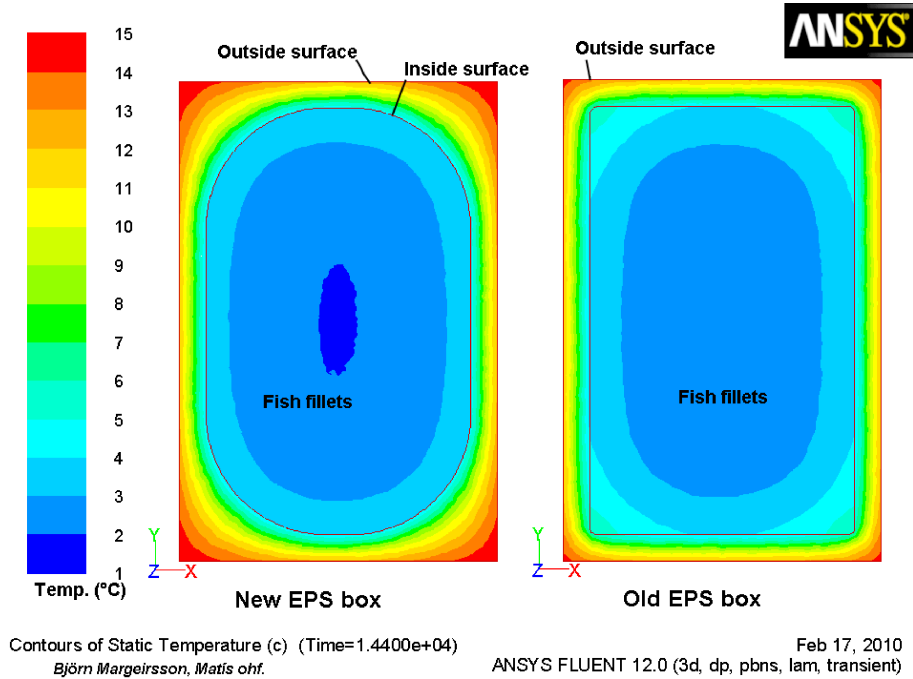 ANSYS
15
14
13
12
11
10
9
8
7
6
5
4
3
2
1
Temp. (°C)
Outside surface
Inside surface
Fish fillets
Y
Z
X
New EPS box
Outside surface
Fish fillets
Y
Z
X
Old EPS box
Contours of Static Temperature (c) (Time=1.4400e+04)
Björn Margeirsson, Matís ohf.
Feb 17, 2010
ANSYS FLUENT 12.0 (3d, dp, pbns, lam, transient)